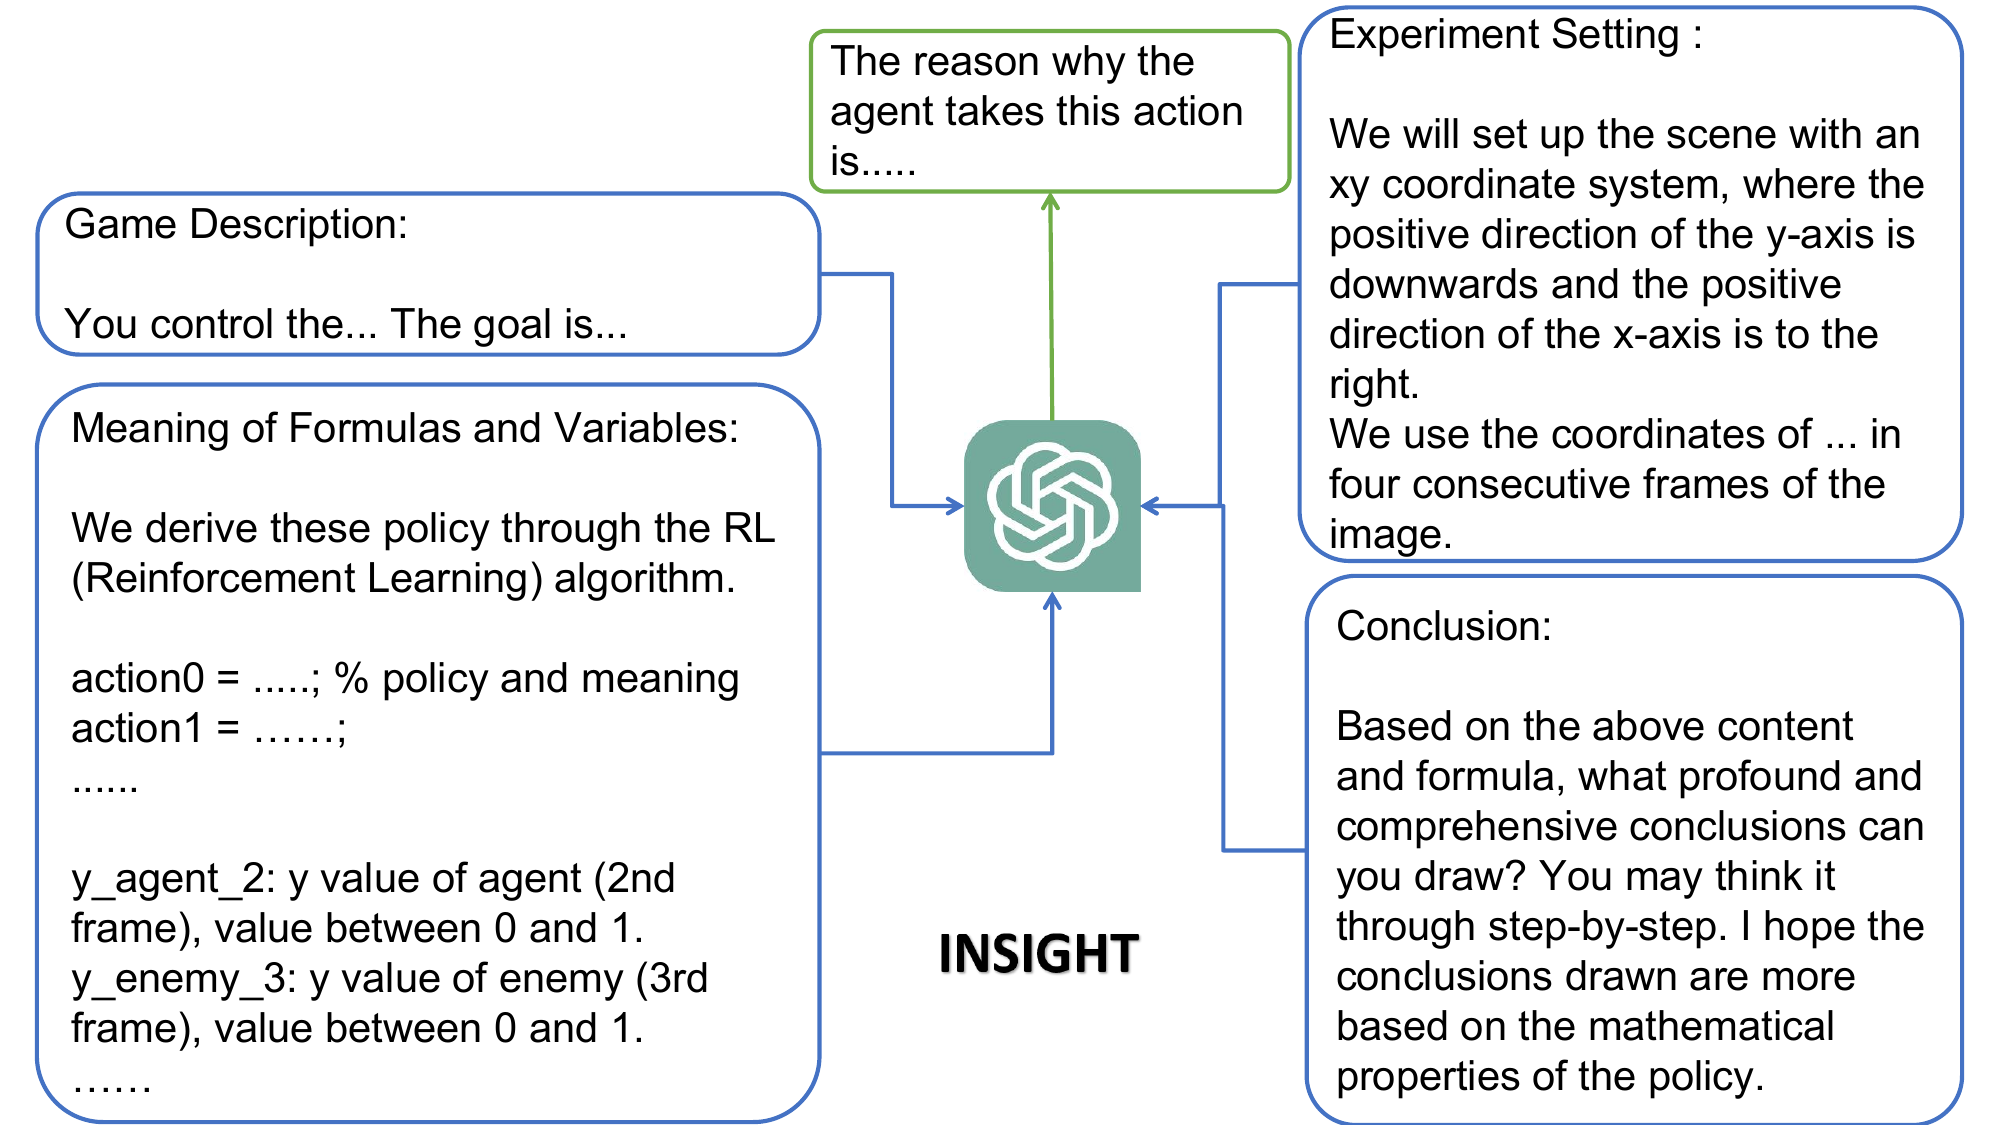 The reason why the
agent takes this action
is.....
Game Description:
You control the... The goal is...
Meaning of Formulas and Variables:
We derive these policy through the RL
(Reinforcement Learning) algorithm.
action0 = .....; % policy and meaning
action1 = ……;
......
y_agent_2: y value of agent (2nd
frame), value between 0 and 1.
y_enemy_3: y value of enemy (3rd
frame), value between 0 and 1.
……
INSIGHT
Experiment Setting :
We will set up the scene with an
xy coordinate system, where the
positive direction of the y-axis is
downwards and the positive
direction of the x-axis is to the
right.
We use the coordinates of ... in
four consecutive frames of the
image.
Conclusion:
Based on the above content
and formula, what profound and
comprehensive conclusions can
you draw? You may think it
through step-by-step. I hope the
conclusions drawn are more
based on the mathematical
properties of the policy.